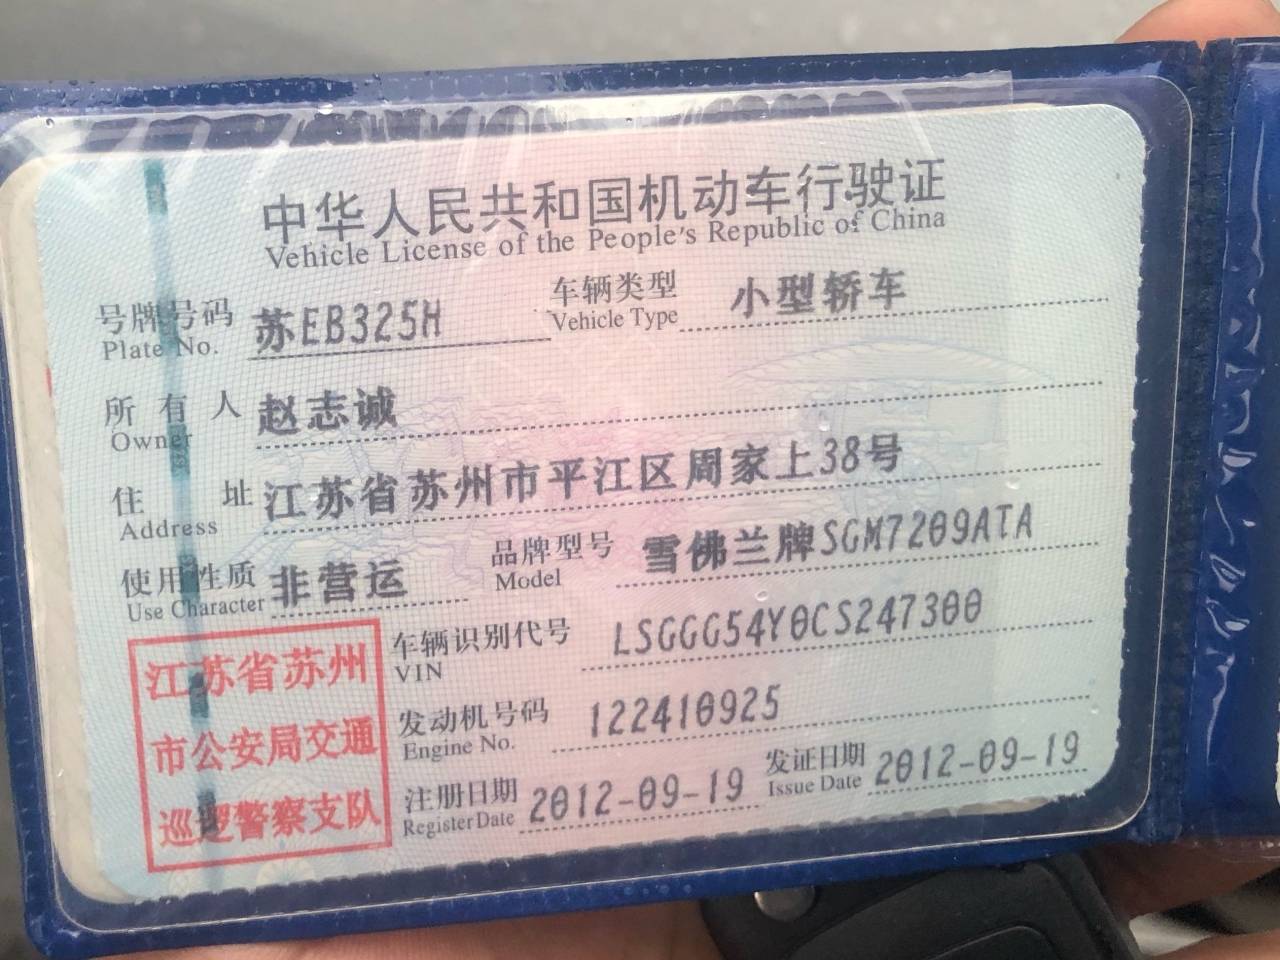 中华人民共和国机动车行驶证
Vehicle License of the People's Republic of China
号牌号码 苏EB325H 车辆类型 小型轿车
Plate No. Vehicle Type
所有人 赵志诚
Owner
住址 江苏省苏州市平江区周家上38号
Address
使用性质 非营运 品牌型号 雪佛兰牌SGM7209ATA
Use Character Model
江苏省苏州
市公安局交通
巡逻警察支队
车辆识别代号 LSGGG54Y0CS247300
VIN
发动机号码 122410925
Engine No.
注册日期 2012-09-19 发证日期 2012-09-19
Register Date Issue Date